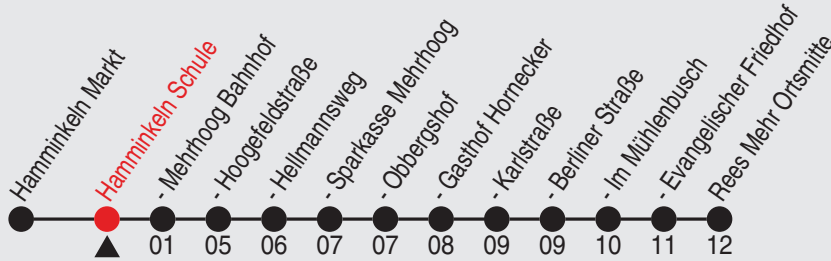 Hamminkeln Markt
Hamminkeln Schule
- Mehrhoog Bahnhof
- Hoogefeldstraße
- Hellmannsweg
- Sparkasse Mehrhoog
- Obbergshof
- Gasthof Hornecker
- Karlstraße
- Berliner Straße
- Im Mühlenbusch
- Evangelischer Friedhof
Rees Mehr Ortsmitte
01 05 06 07 07 08 09 09 10 11 12